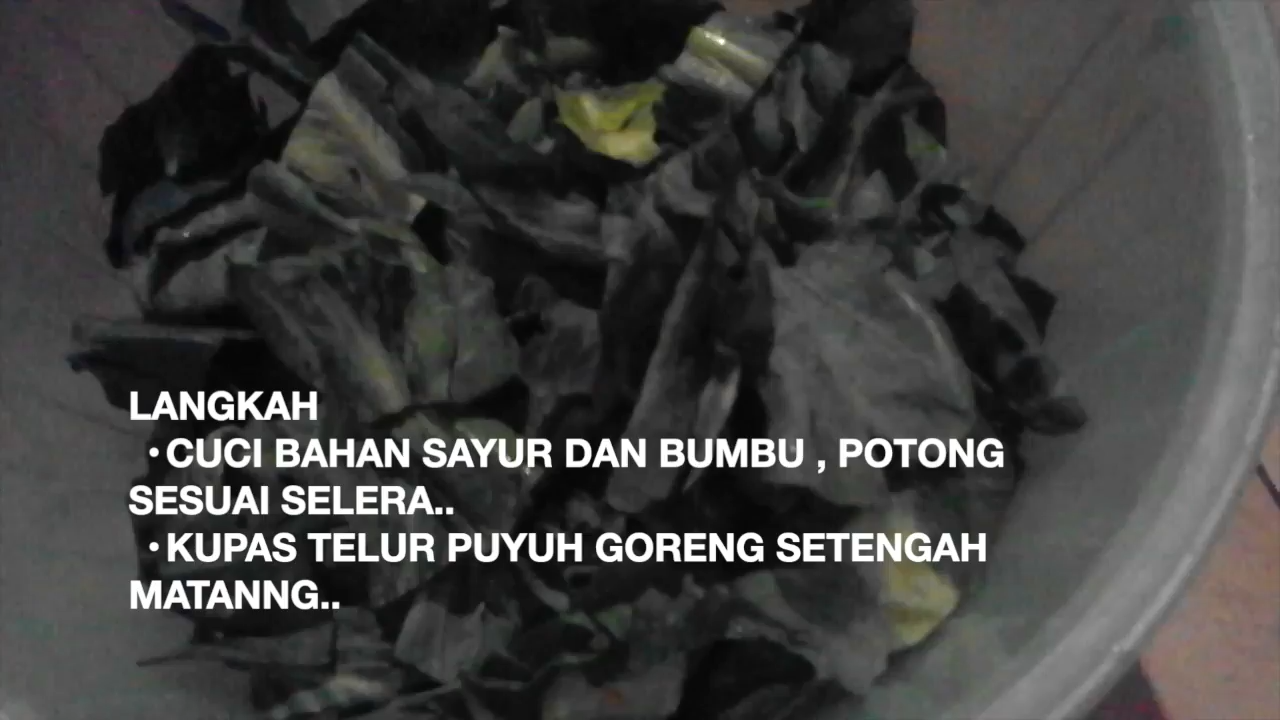 LANGKAH
• CUCI BAHAN SAYUR DAN BUMBU , POTONG
SESUAI SELERA..
• KUPAS TELUR PUYUH GORENG SETENGAH
MATANNG..